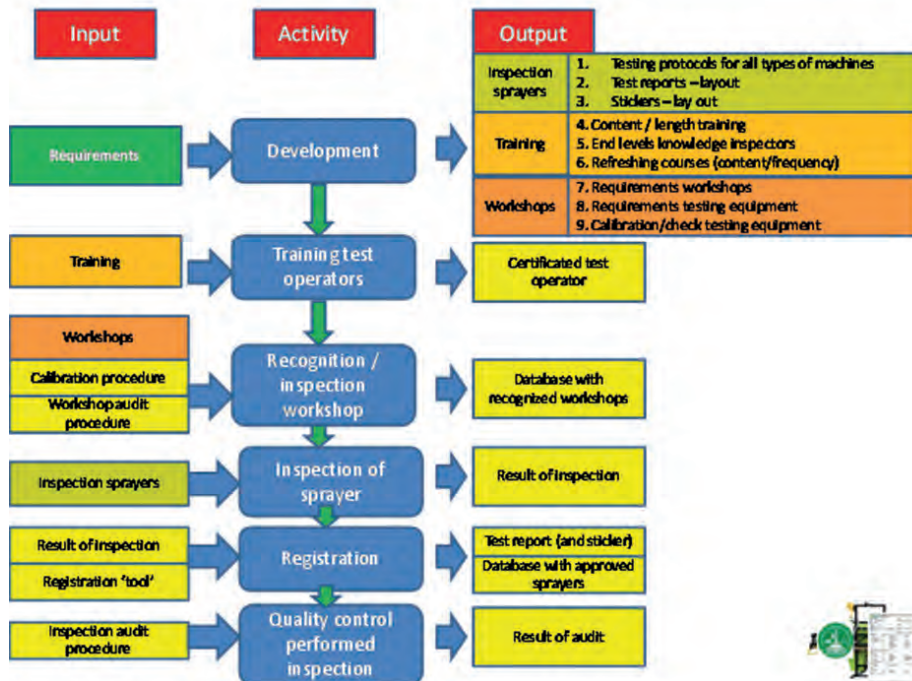 Input
Activity
Output
Inspection
sprayers
1. Testing protocols for all types of machines
2. Test reports – layout
3. Stickers – lay out
Requirements
Development
Training
4. Content / length training
5. End levels knowledge inspectors
6. Refreshing courses (content/frequency)
Workshops
7. Requirements workshops
8. Requirements testing equipment
9. Calibration/check testing equipment
Training
Training test
operators
Certificated test
operator
Workshops
Calibration procedure
Workshop audit
procedure
Recognition /
inspection
workshop
Database with
recognized workshops
Inspection sprayers
Inspection of
sprayer
Result of inspection
Result of inspection
Registration 'tool'
Registration
Test report (and sticker)
Database with approved
sprayers
Inspection audit
procedure
Quality control
performed
inspection
Result of audit